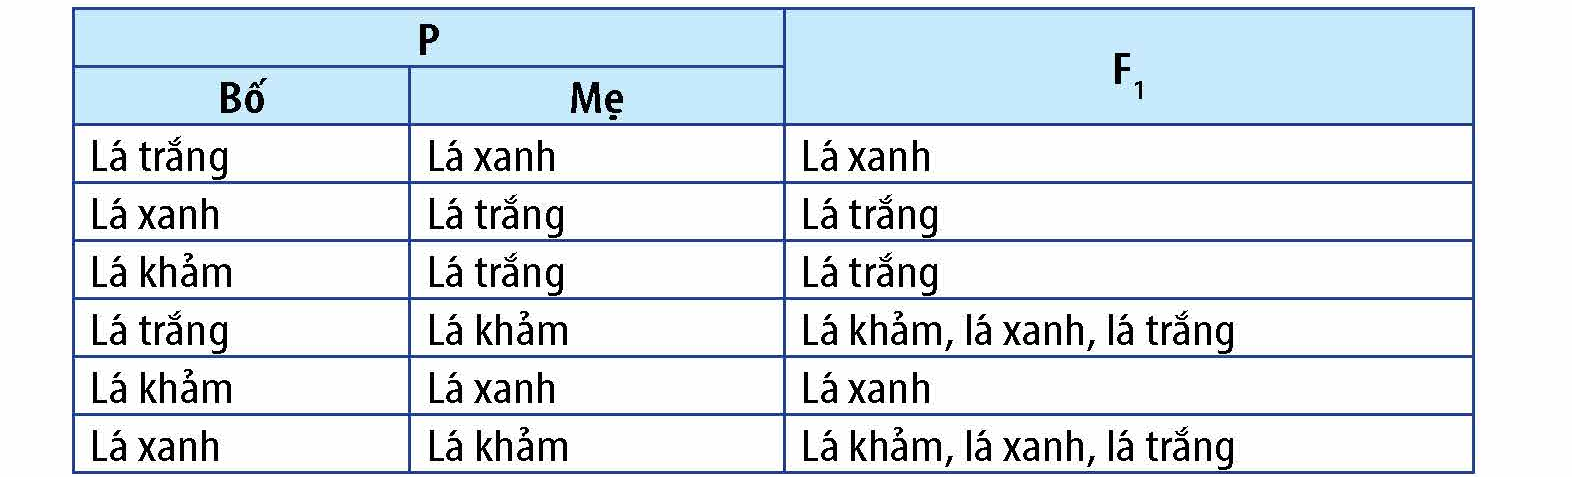 P
F₁
Bố Mẹ
Lá trắng Lá xanh Lá xanh
Lá xanh Lá trắng Lá trắng
Lá khảm Lá trắng Lá trắng
Lá trắng Lá khảm Lá khảm, lá xanh, lá trắng
Lá khảm Lá xanh Lá xanh
Lá xanh Lá khảm Lá khảm, lá xanh, lá trắng